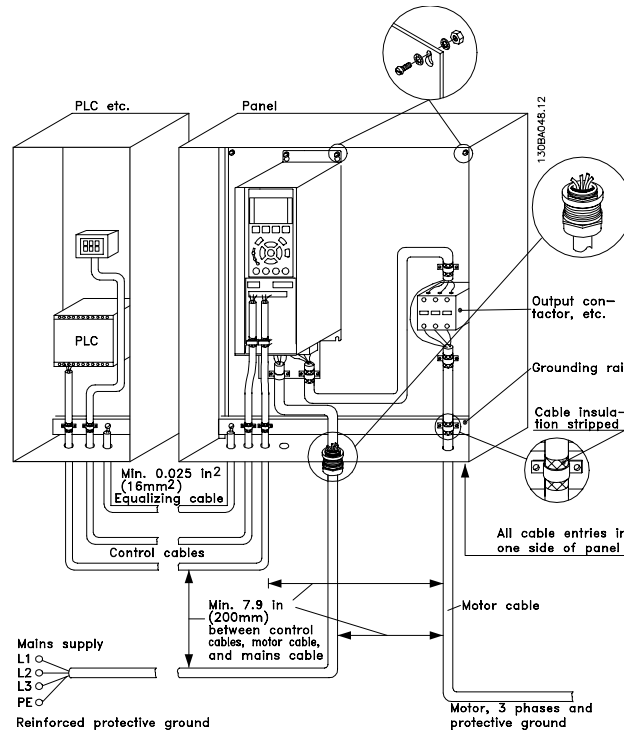 PLC etc.
Panel
130BA048.12
PLC
Output con-
tactor, etc.
Grounding rai
Cable insula-
tion stripped
Min. 0.025 in2
(16mm2)
Equalizing cable
All cable entries in
one side of panel
Control cables
Min. 7.9 in
(200mm)
between control
cables, motor cable,
and mains cable
Motor cable
Mains supply
L1
L2
L3
PE
Reinforced protective ground
Motor, 3 phases and
protective ground